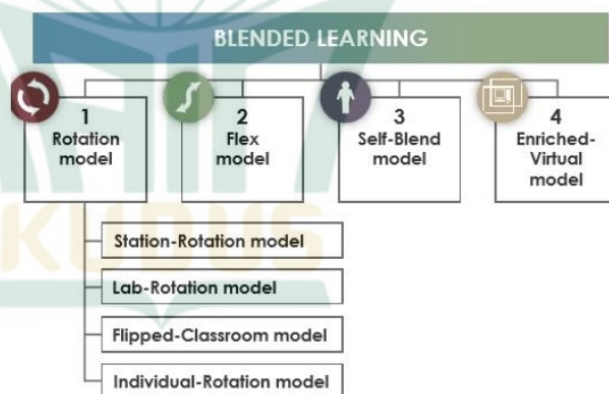 BLENDED LEARNING
1
Rotation
model
2
Flex
model
3
Self-Blend
model
4
Enriched-
Virtual
model
Station-Rotation model
Lab-Rotation model
Flipped-Classroom model
Individual-Rotation model
KUDUS